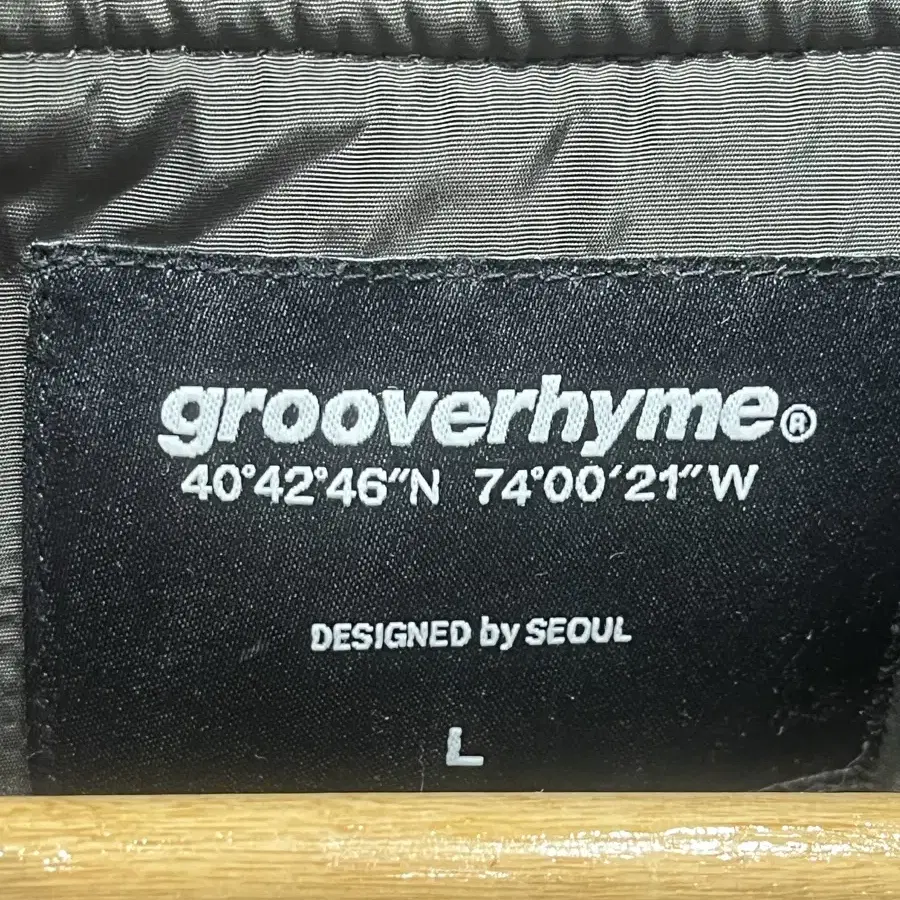 grooverhyme®
40°42°46″N 74°00′21″W
DESIGNED by SEOUL
L